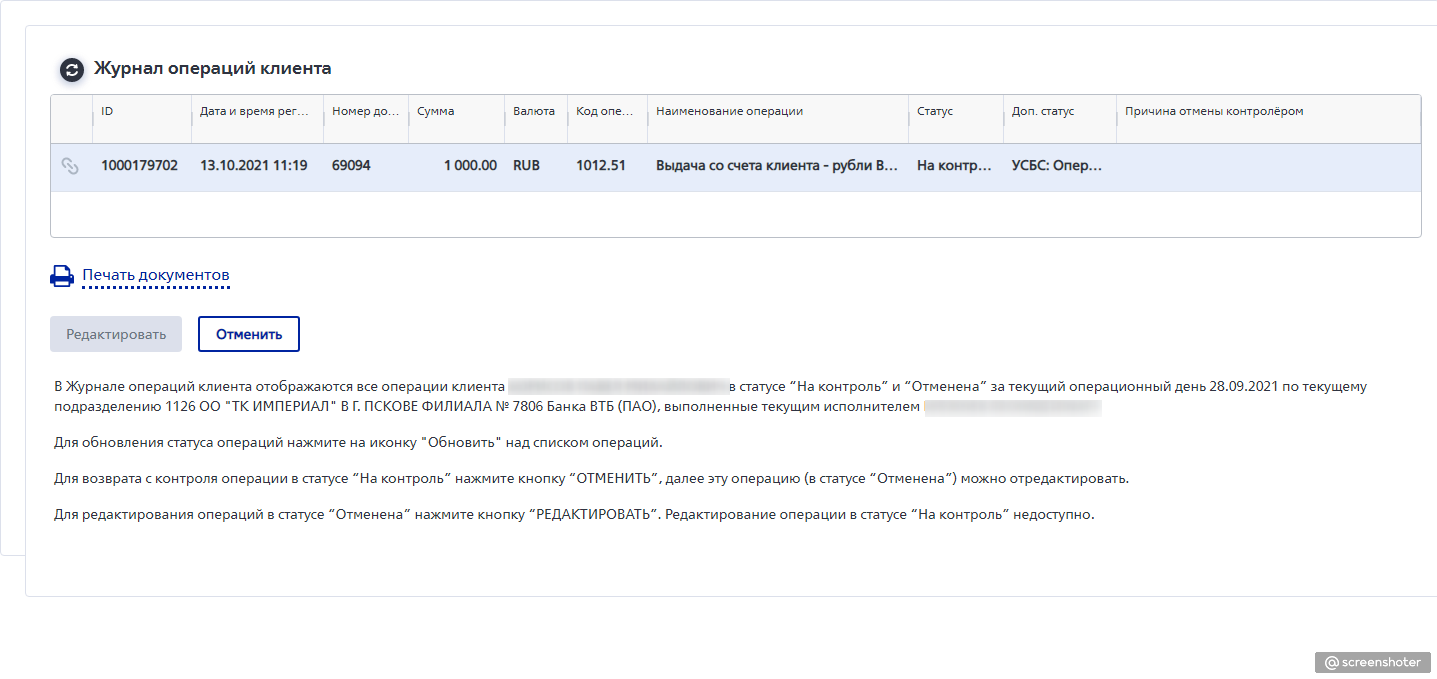 Журнал операций клиента
ID Дата и время рег... Номер до... Сумма Валюта Код опе... Наименование операции Статус Доп. статус Причина отмены контролёром
1000179702 13.10.2021 11:19 69094 1 000.00 RUB 1012.51 Выдача со счета клиента - рубли В... На контр... УСБС: Опер...
Печать документов
Редактировать Отменить
В Журнале операций клиента отображаются все операции клиента в статусе “На контроль” и “Отменена” за текущий операционный день 28.09.2021 по текущему
подразделению 1126 ОО "ТК ИМПЕРИАЛ" В Г. ПСКОВЕ ФИЛИАЛА № 7806 Банка ВТБ (ПАО), выполненные текущим исполнителем
Для обновления статуса операций нажмите на иконку "Обновить" над списком операций.
Для возврата с контроля операции в статусе “На контроль” нажмите кнопку “ОТМЕНИТЬ”, далее эту операцию (в статусе “Отменена”) можно отредактировать.
Для редактирования операций в статусе “Отменена” нажмите кнопку “РЕДАКТИРОВАТЬ”. Редактирование операции в статусе “На контроль” недоступно.
@screenshoter